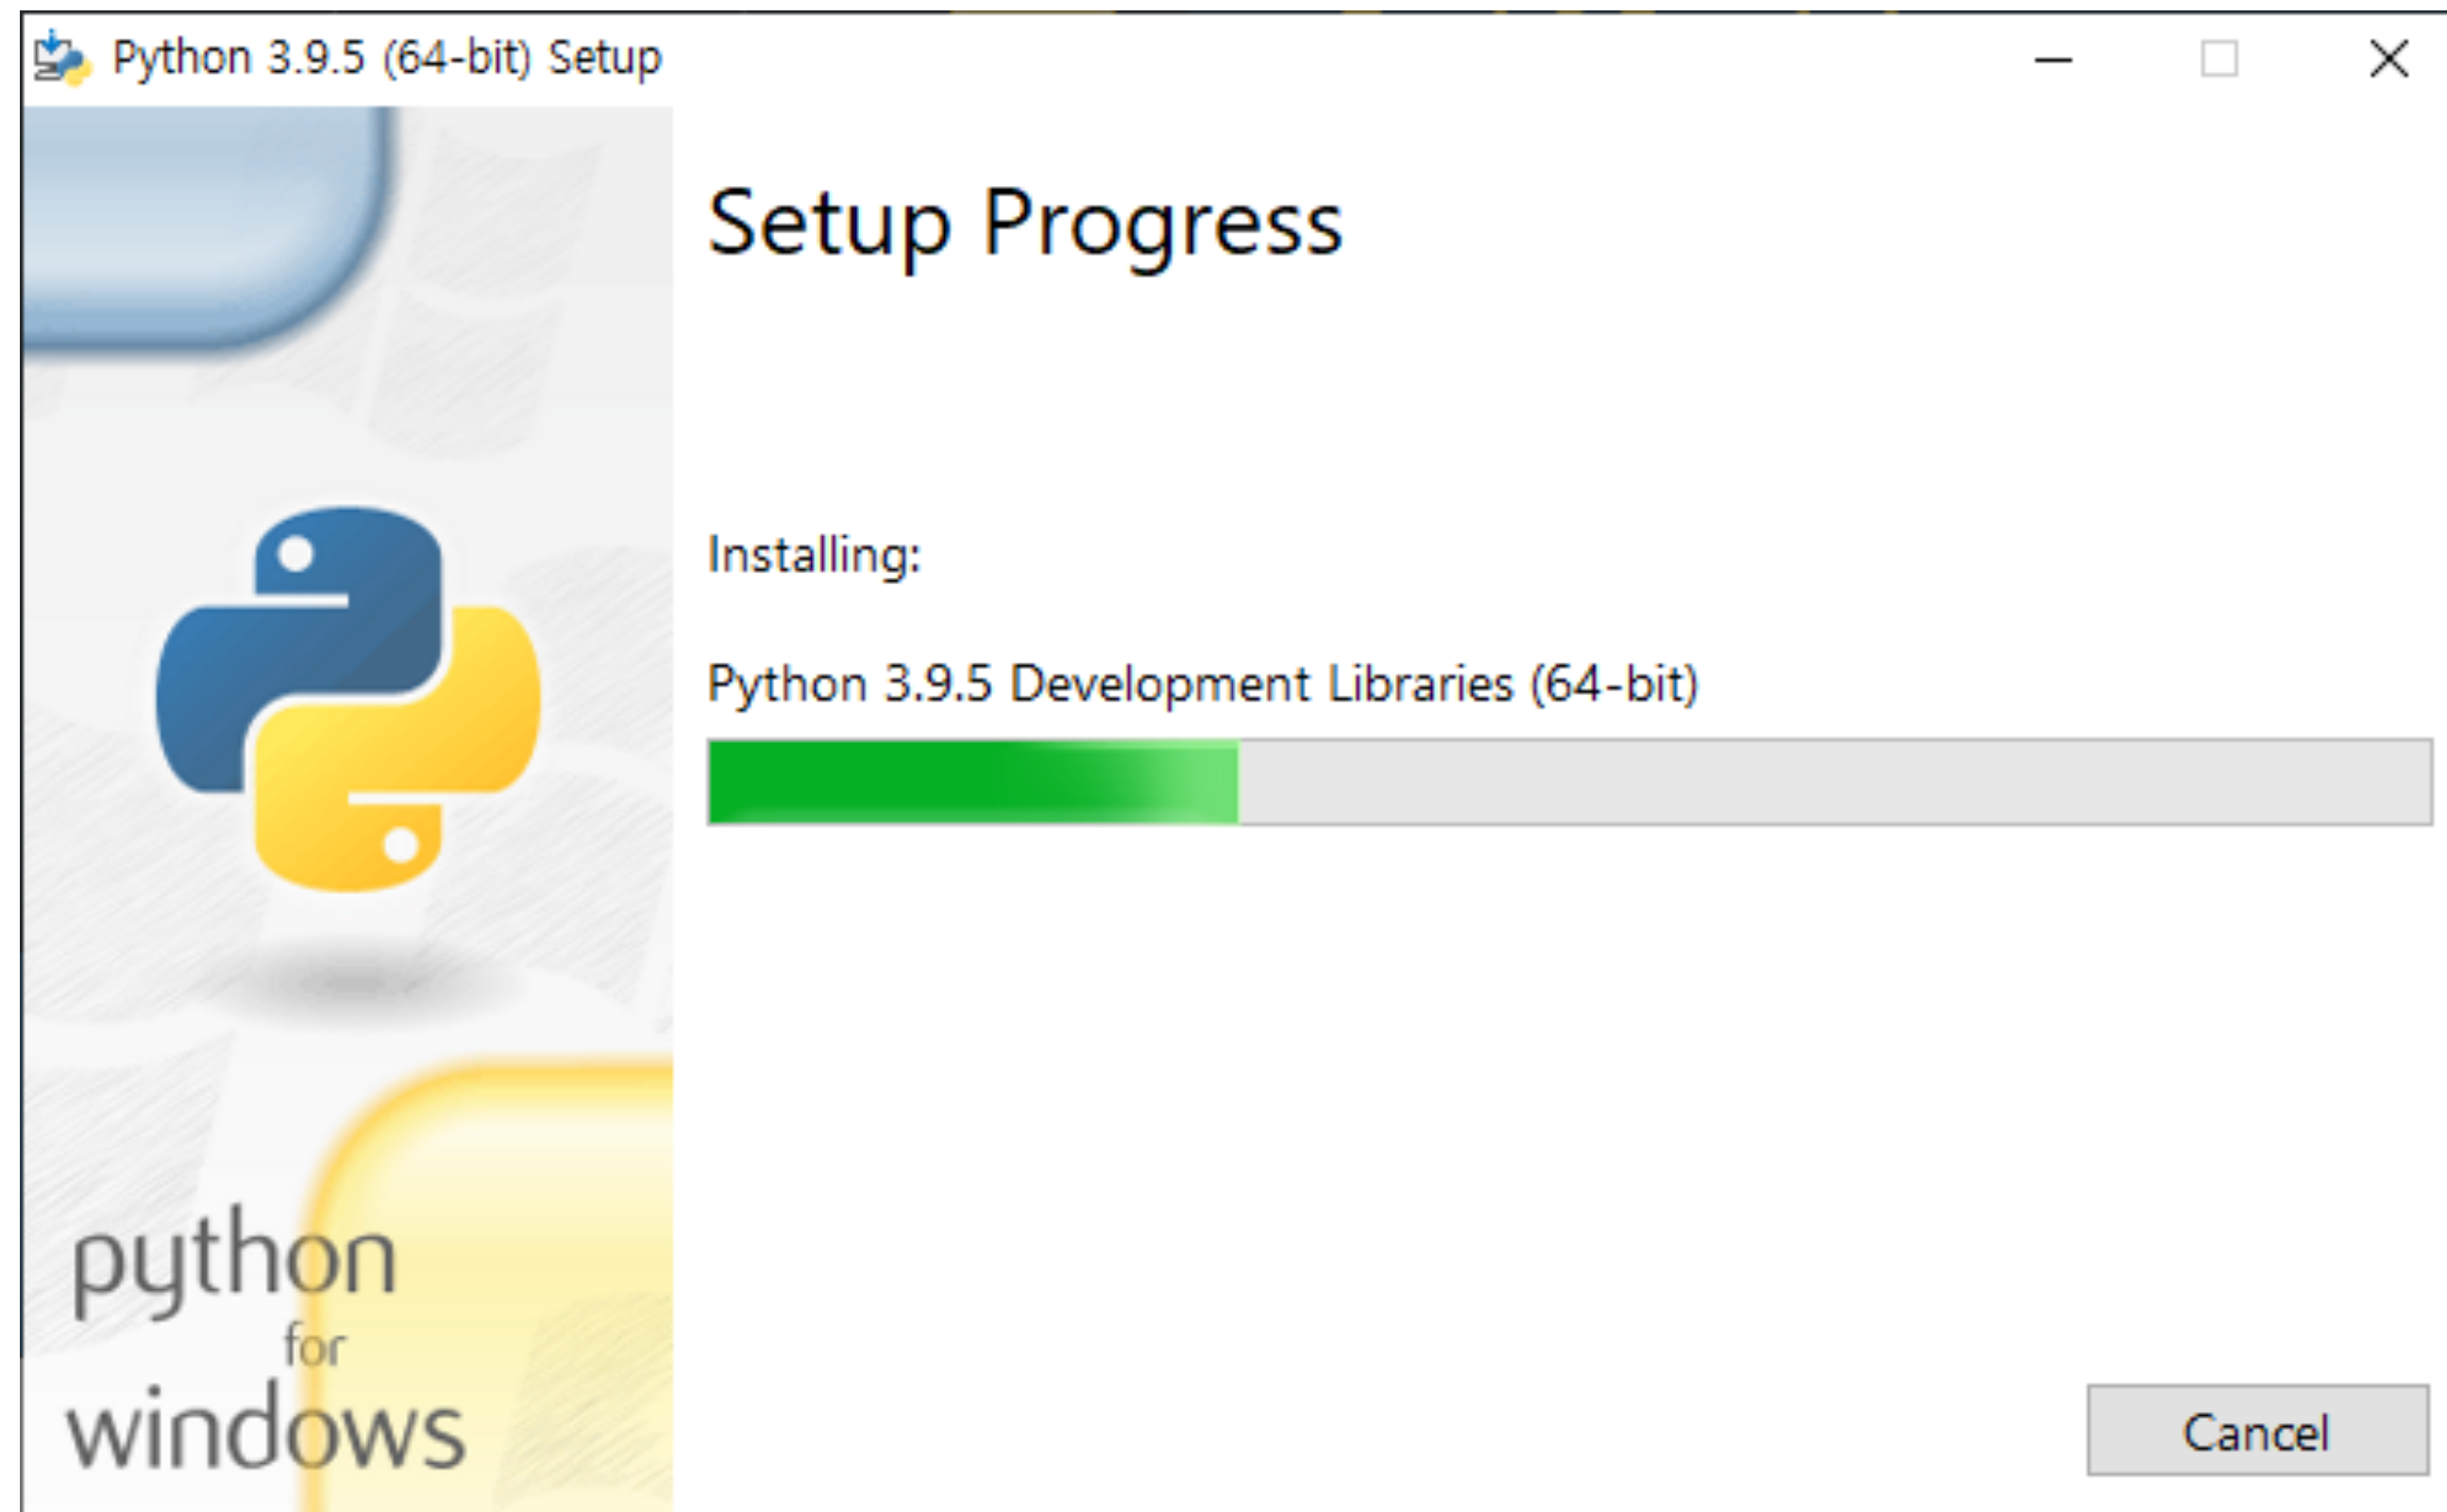 Python 3.9.5 (64-bit) Setup
Setup Progress
Installing:
Python 3.9.5 Development Libraries (64-bit)
python
for
windows
Cancel